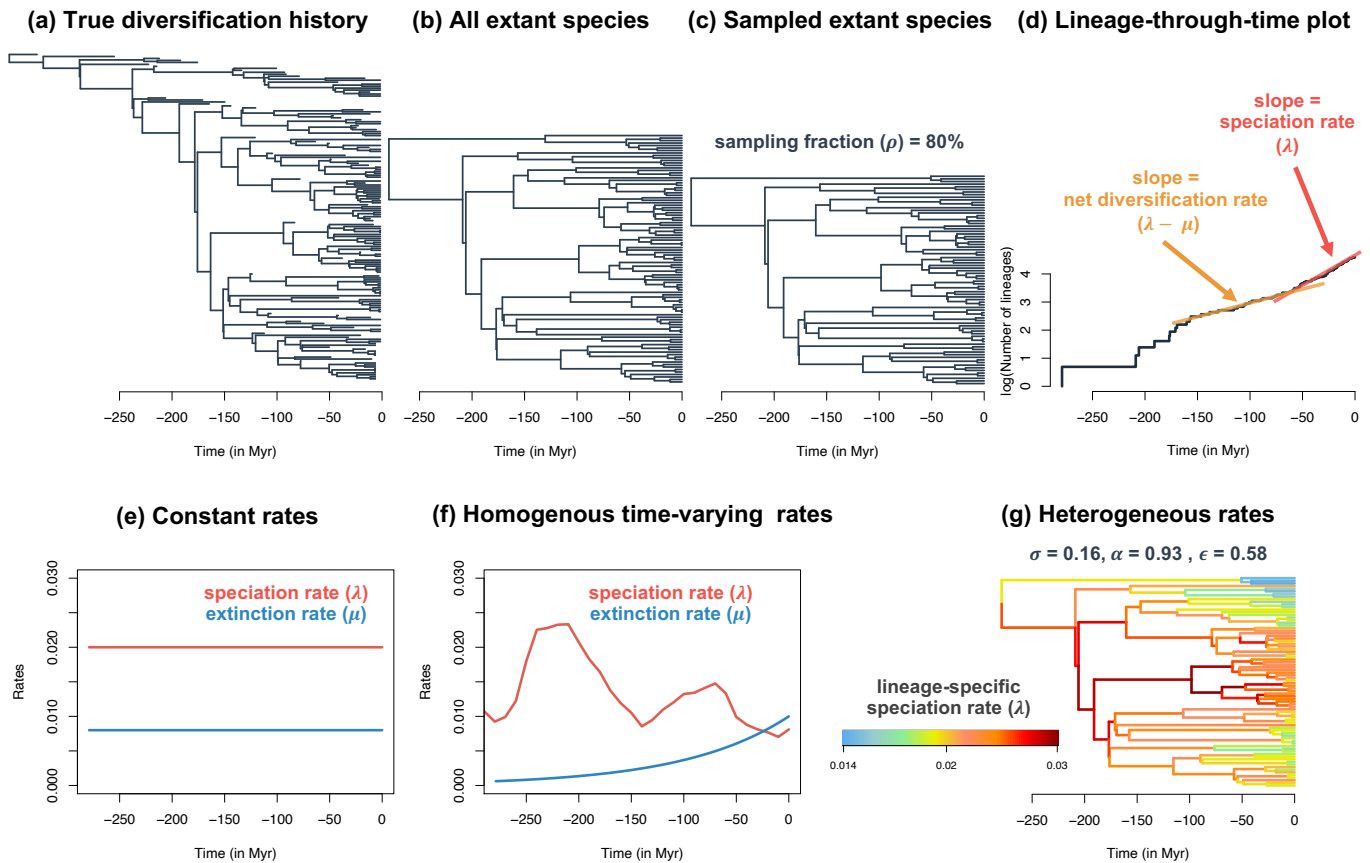 (a) True diversification history
−250 −200 −150 −100 −50 0
Time (in Myr)
(b) All extant species
−250 −200 −150 −100 −50 0
Time (in Myr)
(c) Sampled extant species
sampling fraction (ρ) = 80%
−250 −200 −150 −100 −50 0
Time (in Myr)
(d) Lineage-through-time plot
slope =
speciation rate
(λ)
slope =
net diversification rate
(λ − μ)
log(Number of lineages)
4
3
2
1
0
−250 −200 −150 −100 −50 0
Time (in Myr)
(e) Constant rates
speciation rate (λ)
extinction rate (μ)
Rates
0.030
0.020
0.010
0.000
−250 −200 −150 −100 −50 0
Time (in Myr)
(f) Homogenous time-varying rates
speciation rate (λ)
extinction rate (μ)
Rates
0.030
0.020
0.010
0.000
−250 −200 −150 −100 −50 0
Time (in Myr)
(g) Heterogeneous rates
σ = 0.16, α = 0.93 , ϵ = 0.58
lineage-specific
speciation rate (λ)
0.014 0.02 0.03
−250 −200 −150 −100 −50 0
Time (in Myr)